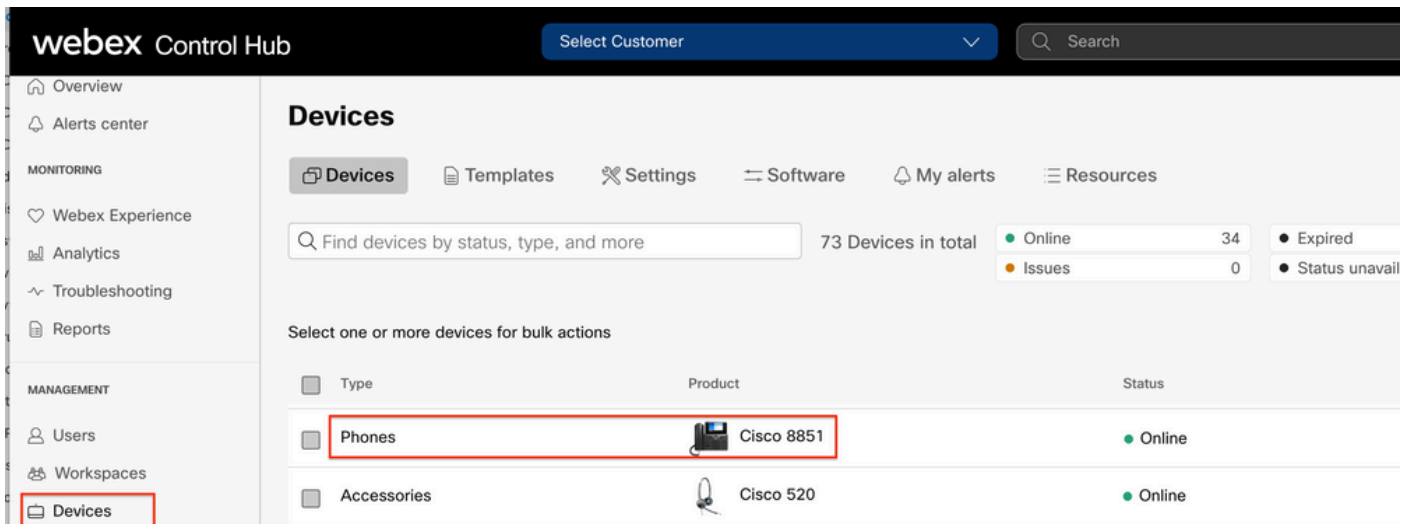 webex Control Hub
Select Customer
Search
Overview
Alerts center
MONITORING
Webex Experience
Analytics
Troubleshooting
Reports
MANAGEMENT
Users
Workspaces
Devices
Devices
Devices Templates Settings Software My alerts Resources
Find devices by status, type, and more
73 Devices in total
Online 34
Expired
Issues 0
Status unavail
Select one or more devices for bulk actions
Type Product Status
Phones Cisco 8851 Online
Accessories Cisco 520 Online